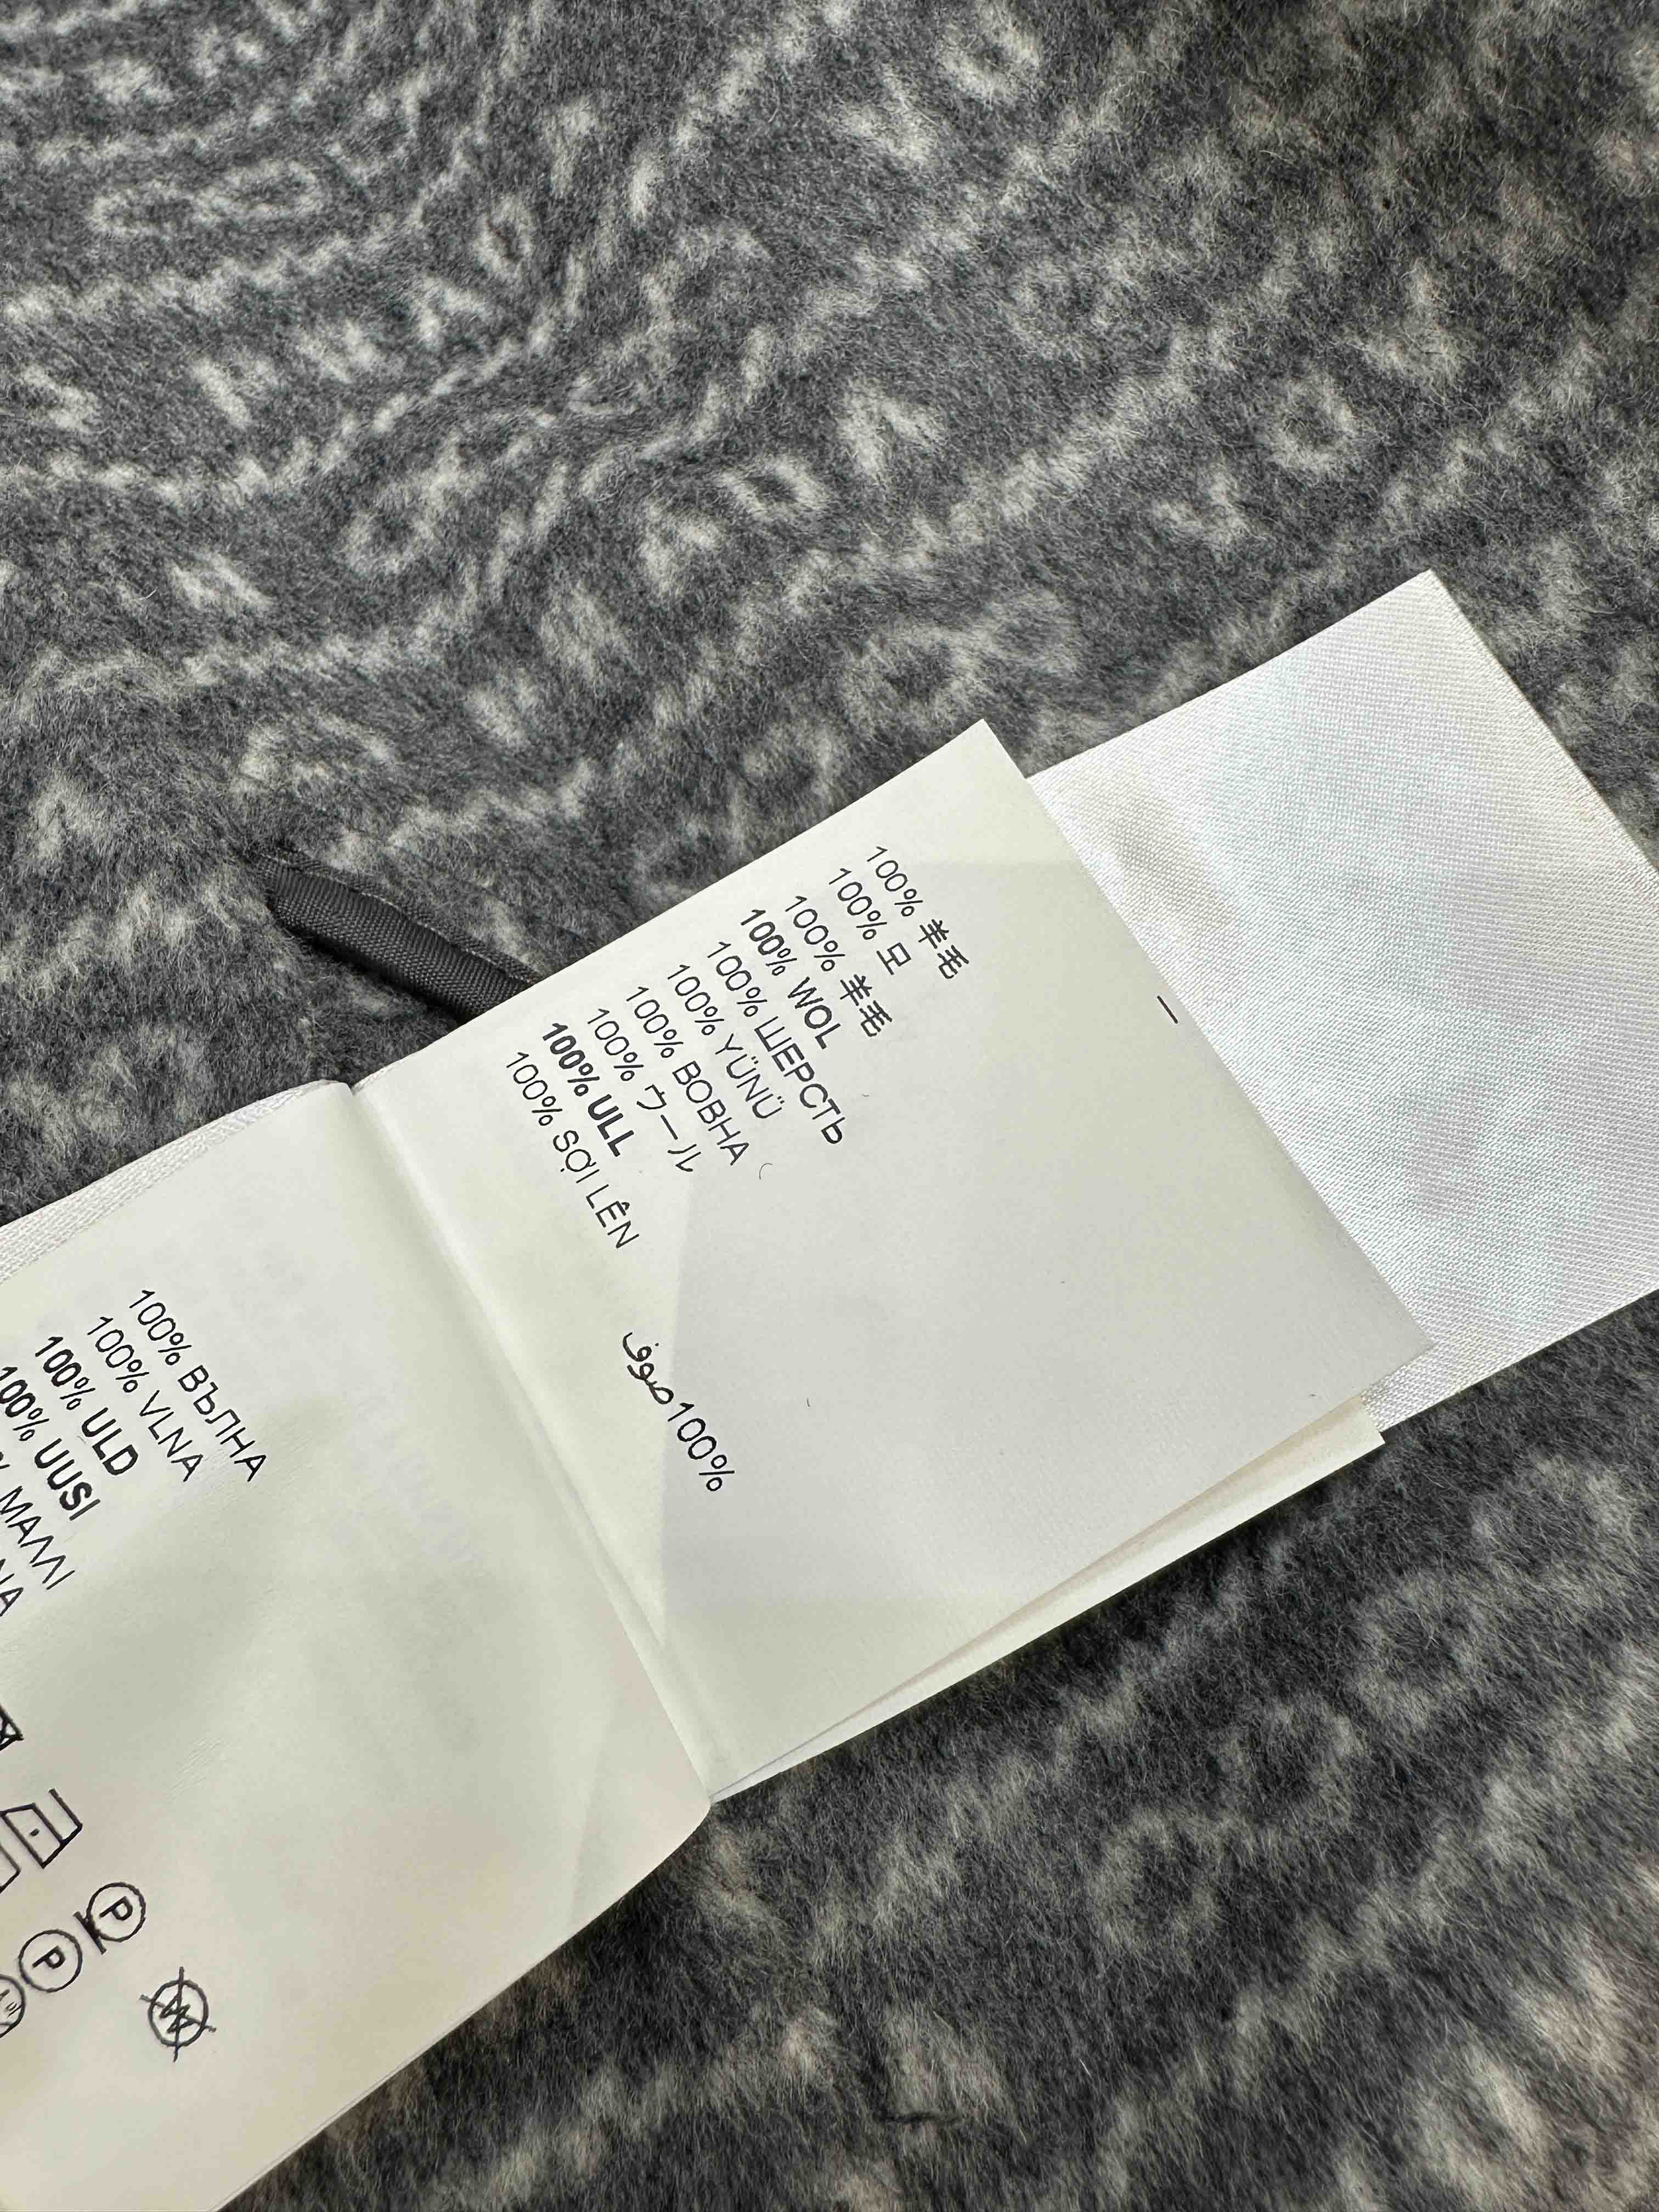 100% 羊毛
100% 모
100% 羊毛
100% WOL
100% ШЕРСТЬ
100% YÜNÜ
100% ВОВНА
100% ウール
100% ULL
100% SỢI LÊN
100% صوف
100% ВЪЛНА
100% VLNA
100% ULD
100% UUSI
ΜΑΛΛΙ
P
P
W